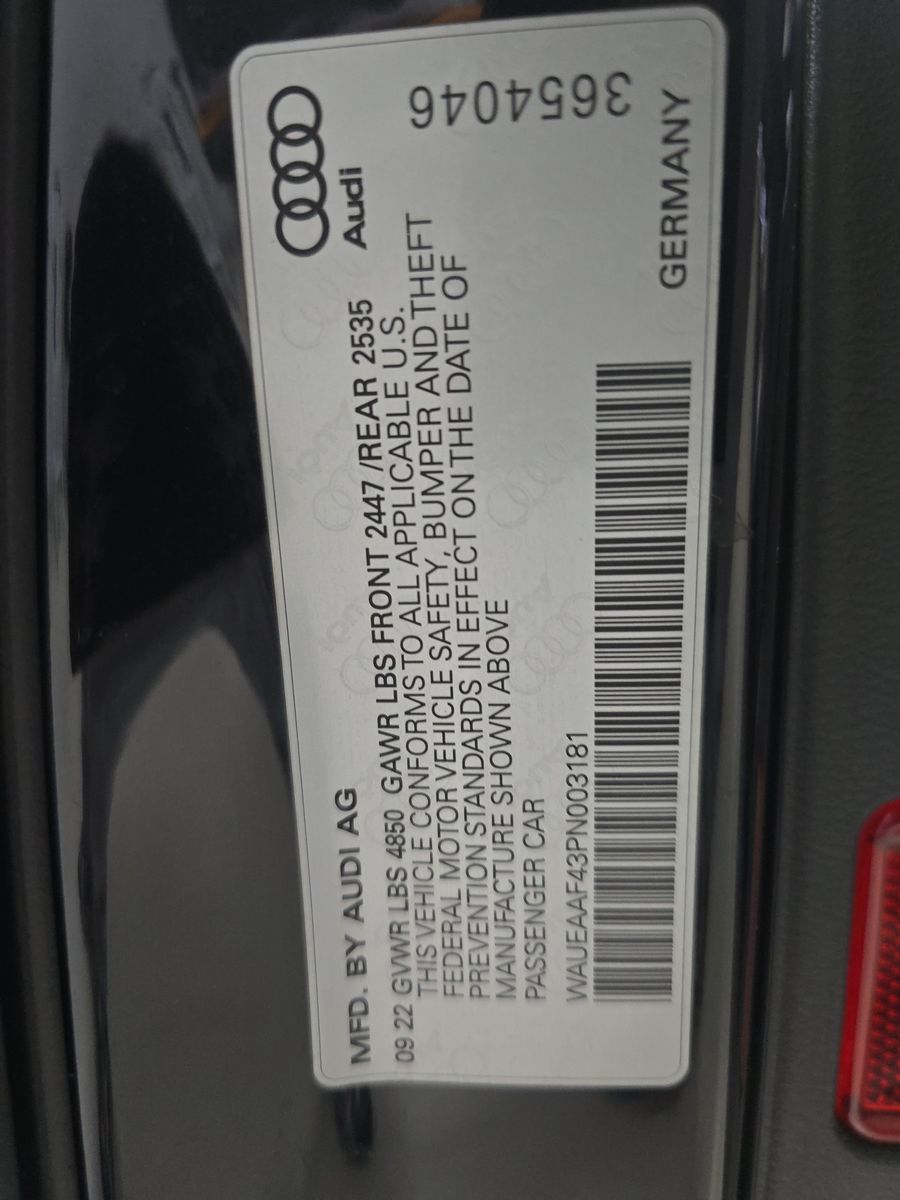 MFD. BY AUDI AG
09 22 GVWR LBS 4850 GAWR LBS FRONT 2447 /REAR 2535
THIS VEHICLE CONFORMS TO ALL APPLICABLE U.S.
FEDERAL MOTOR VEHICLE SAFETY, BUMPER AND THEFT
PREVENTION STANDARDS IN EFFECT ON THE DATE OF
MANUFACTURE SHOWN ABOVE
PASSENGER CAR
WAUEAAF43PN003181
Audi
3654046
GERMANY